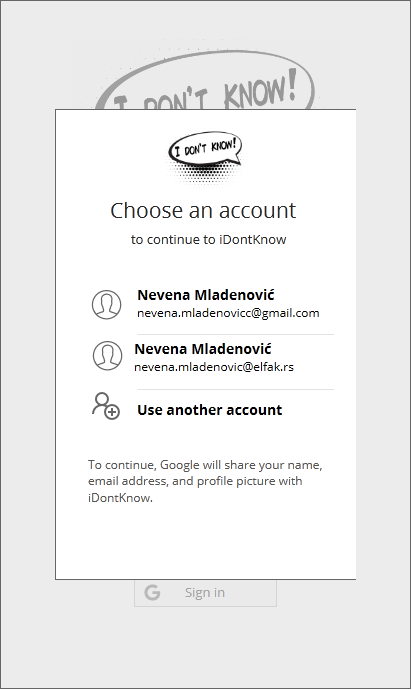 I DON'T KNOW!
I DON'T KNOW!
Choose an account
to continue to iDontKnow
Nevena Mladenović
nevena.mladenovicc@gmail.com
Nevena Mladenović
nevena.mladenovic@elfak.rs
Use another account
To continue, Google will share your name,
email address, and profile picture with
iDontKnow.
G Sign in